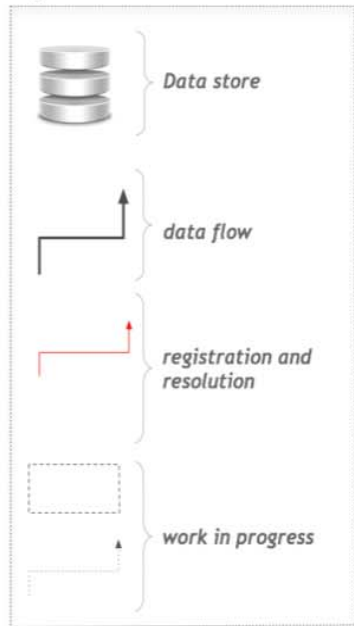 Data store
data flow
registration and
resolution
work in progress